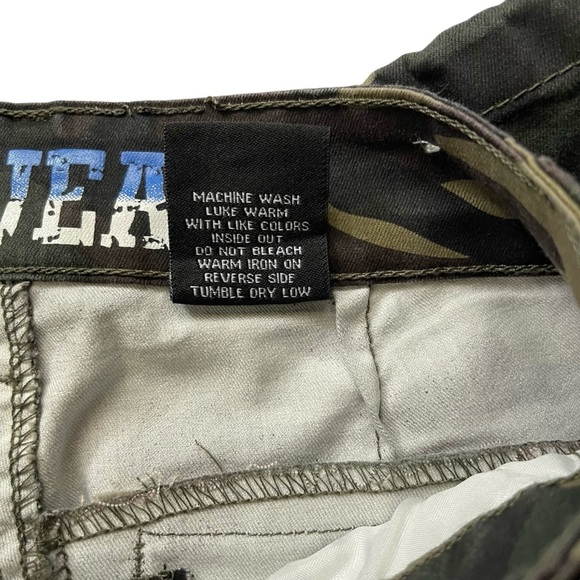 MACHINE WASH
LUKE WARM
WITH LIKE COLORS
INSIDE OUT
DO NOT BLEACH
WARM IRON ON
REVERSE SIDE
TUMBLE DRY LOW